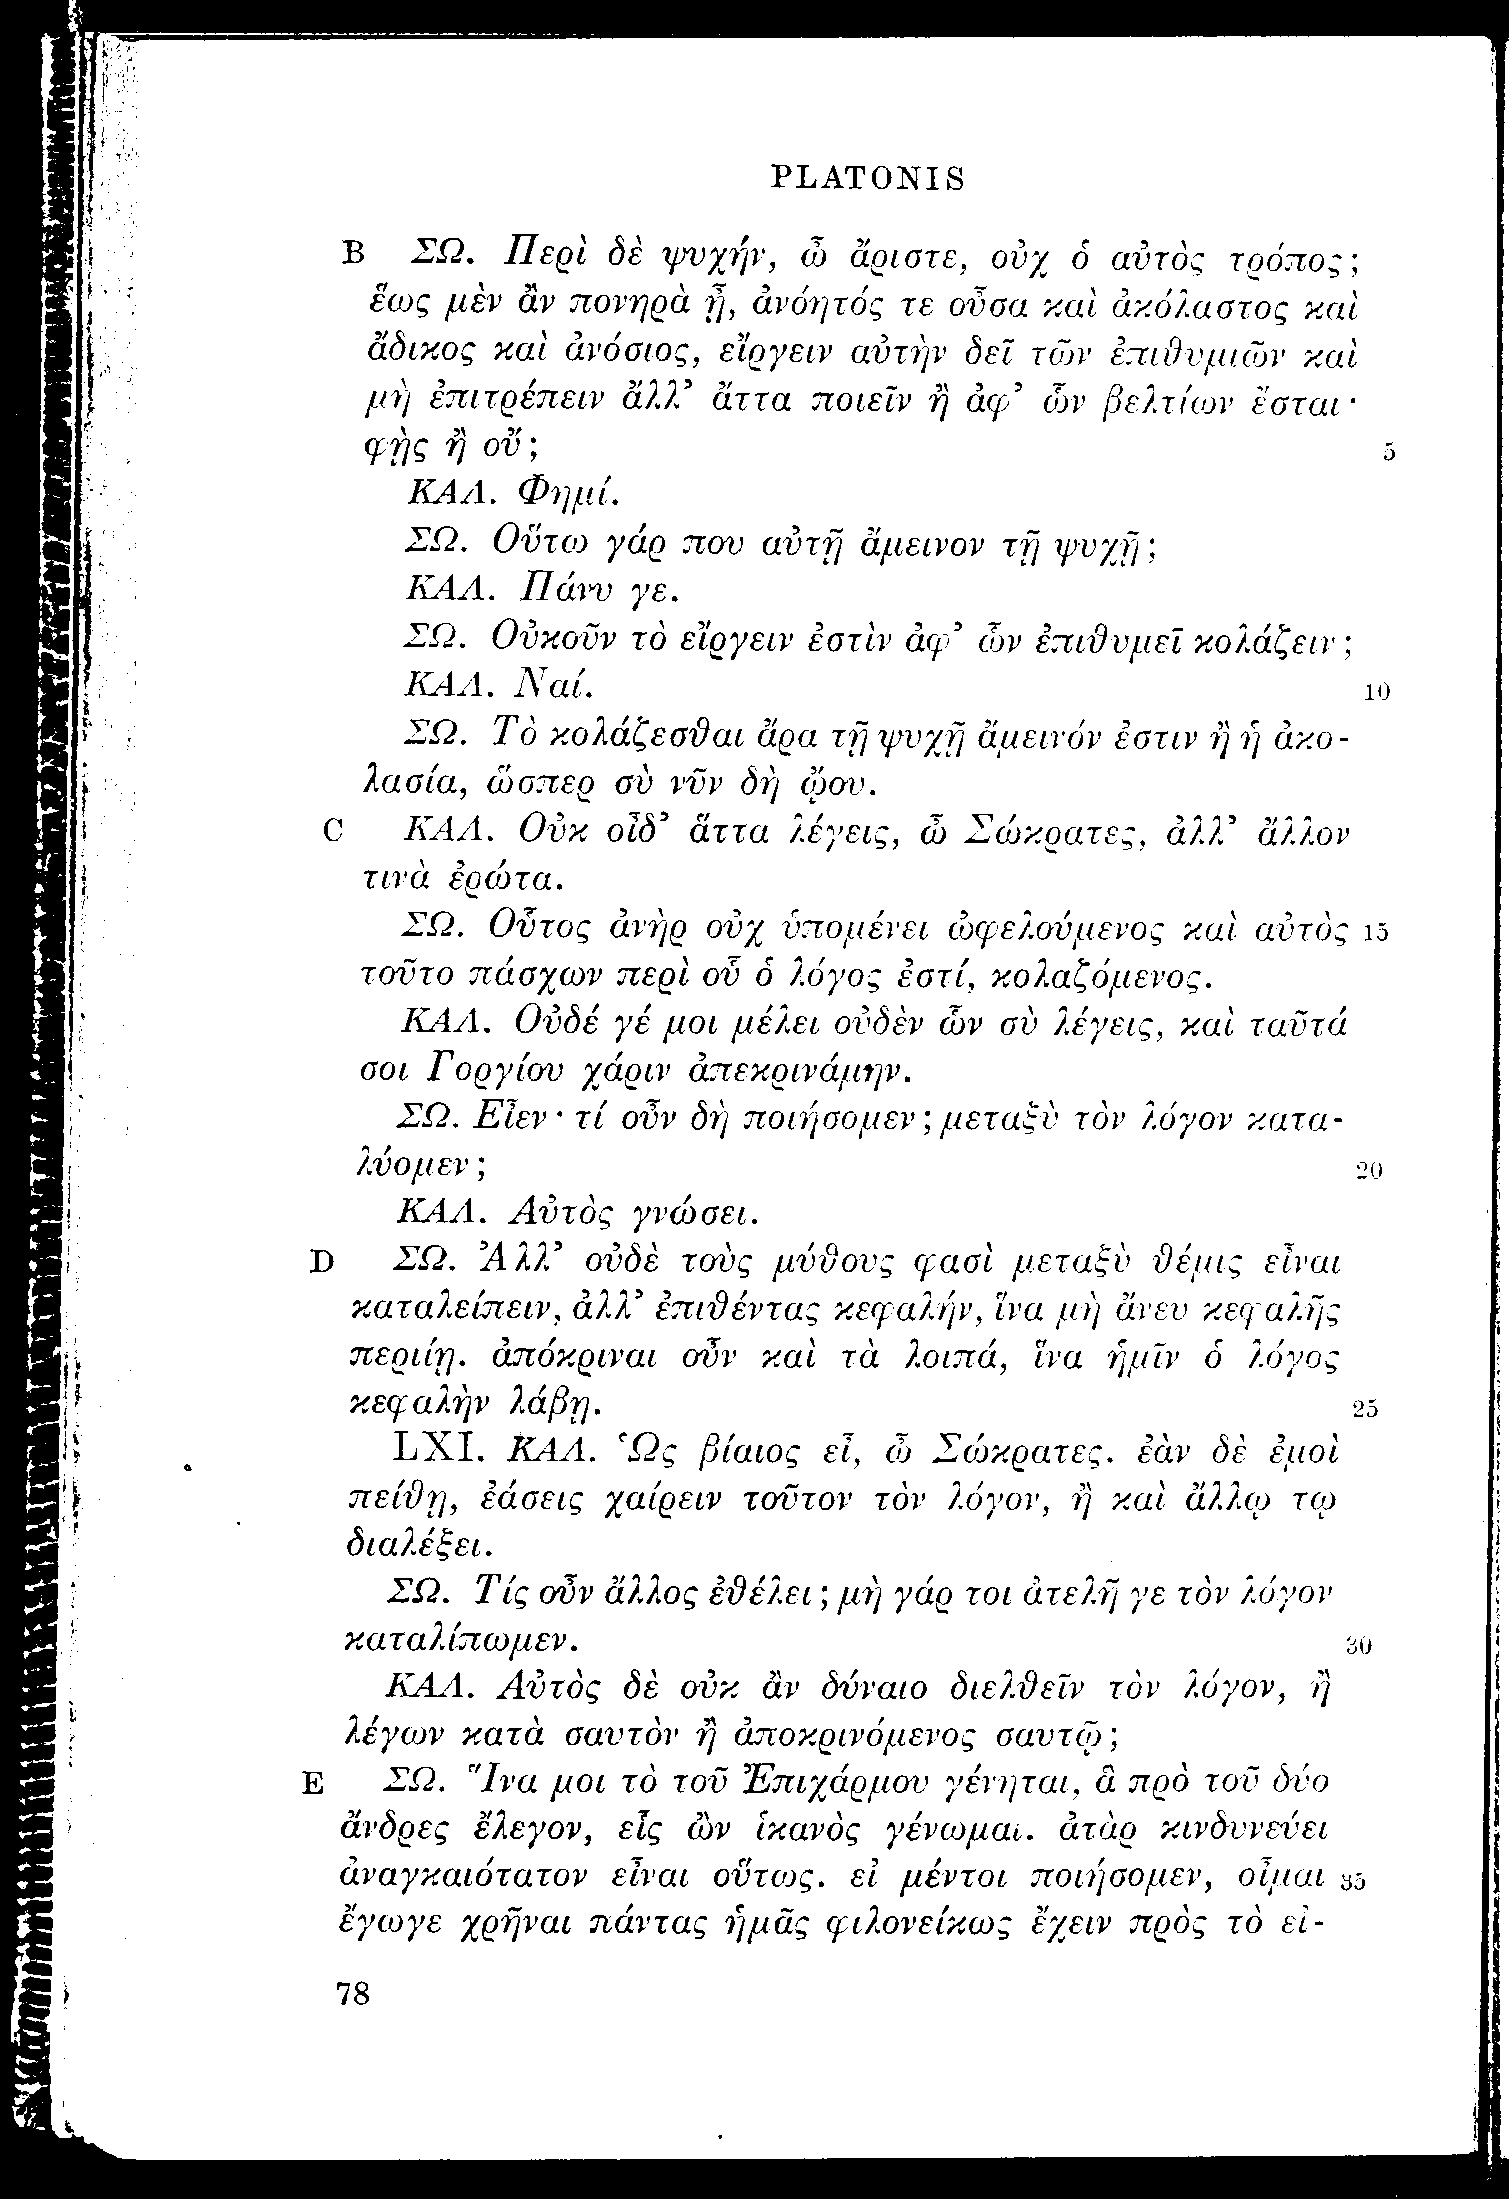 PLATONIS
B ΣΩ. Περὶ δὲ ψυχήν, ὦ ἄριστε, οὐχ ὁ αὐτὸς τρόπος;
ἕως μὲν ἂν πονηρὰ ᾖ, ἀνόητός τε οὖσα καὶ ἀκόλαστος καὶ
ἄδικος καὶ ἀνόσιος, εἴργειν αὐτὴν δεῖ τῶν ἐπιθυμιῶν καὶ
μὴ ἐπιτρέπειν ἄλλ’ ἄττα ποιεῖν ἢ ἀφ’ ὧν βελτίων ἔσται·
φῂς ἢ οὔ; 5
ΚΑΛ. Φημί.
ΣΩ. Οὕτω γάρ που αὐτῇ ἄμεινον τῇ ψυχῇ;
ΚΑΛ. Πάνυ γε.
ΣΩ. Οὐκοῦν τὸ εἴργειν ἐστὶν ἀφ’ ὧν ἐπιθυμεῖ κολάζειν;
ΚΑΛ. Ναί. 10
ΣΩ. Τὸ κολάζεσθαι ἄρα τῇ ψυχῇ ἄμεινόν ἐστιν ἢ ἡ ἀκο-
λασία, ὥσπερ σὺ νῦν δὴ ᾤου.
C ΚΑΛ. Οὐκ οἶδ’ ἅττα λέγεις, ὦ Σώκρατες, ἀλλ’ ἄλλον
τινὰ ἐρώτα.
ΣΩ. Οὗτος ἁνὴρ οὐχ ὑπομένει ὠφελούμενος καὶ αὐτὸς 15
τοῦτο πάσχων περὶ οὗ ὁ λόγος ἐστί, κολαζόμενος.
ΚΑΛ. Οὐδέ γέ μοι μέλει οὐδὲν ὧν σὺ λέγεις, καὶ ταῦτά
σοι Γοργίου χάριν ἀπεκρινάμην.
ΣΩ. Εἶεν· τί οὖν δὴ ποιήσομεν; μεταξὺ τὸν λόγον κατα-
λύομεν; 20
ΚΑΛ. Αὐτὸς γνώσει.
D ΣΩ. Ἀλλ’ οὐδὲ τοὺς μύθους φασὶ μεταξὺ θέμις εἶναι
καταλείπειν, ἀλλ’ ἐπιθέντας κεφαλήν, ἵνα μὴ ἄνευ κεφαλῆς
περιίῃ. ἀπόκριναι οὖν καὶ τὰ λοιπά, ἵνα ἡμῖν ὁ λόγος
κεφαλὴν λάβῃ. 25
LXI. ΚΑΛ. Ὡς βίαιος εἶ, ὦ Σώκρατες. ἐὰν δὲ ἐμοὶ
πείθῃ, ἐάσεις χαίρειν τοῦτον τὸν λόγον, ἢ καὶ ἄλλῳ τῳ
διαλέξει.
ΣΩ. Τίς οὖν ἄλλος ἐθέλει; μὴ γάρ τοι ἀτελῆ γε τὸν λόγον
καταλίπωμεν. 30
ΚΑΛ. Αὐτὸς δὲ οὐκ ἂν δύναιο διελθεῖν τὸν λόγον, ἢ
λέγων κατὰ σαυτὸν ἢ ἀποκρινόμενος σαυτῷ;
E ΣΩ. Ἵνα μοι τὸ τοῦ Ἐπιχάρμου γένηται, ἃ πρὸ τοῦ δύο
ἄνδρες ἔλεγον, εἷς ὢν ἱκανὸς γένωμαι. ἀτὰρ κινδυνεύει
ἀναγκαιότατον εἶναι οὕτως. εἰ μέντοι ποιήσομεν, οἶμαι 35
ἔγωγε χρῆναι πάντας ἡμᾶς φιλονείκως ἔχειν πρὸς τὸ εἰ-
78